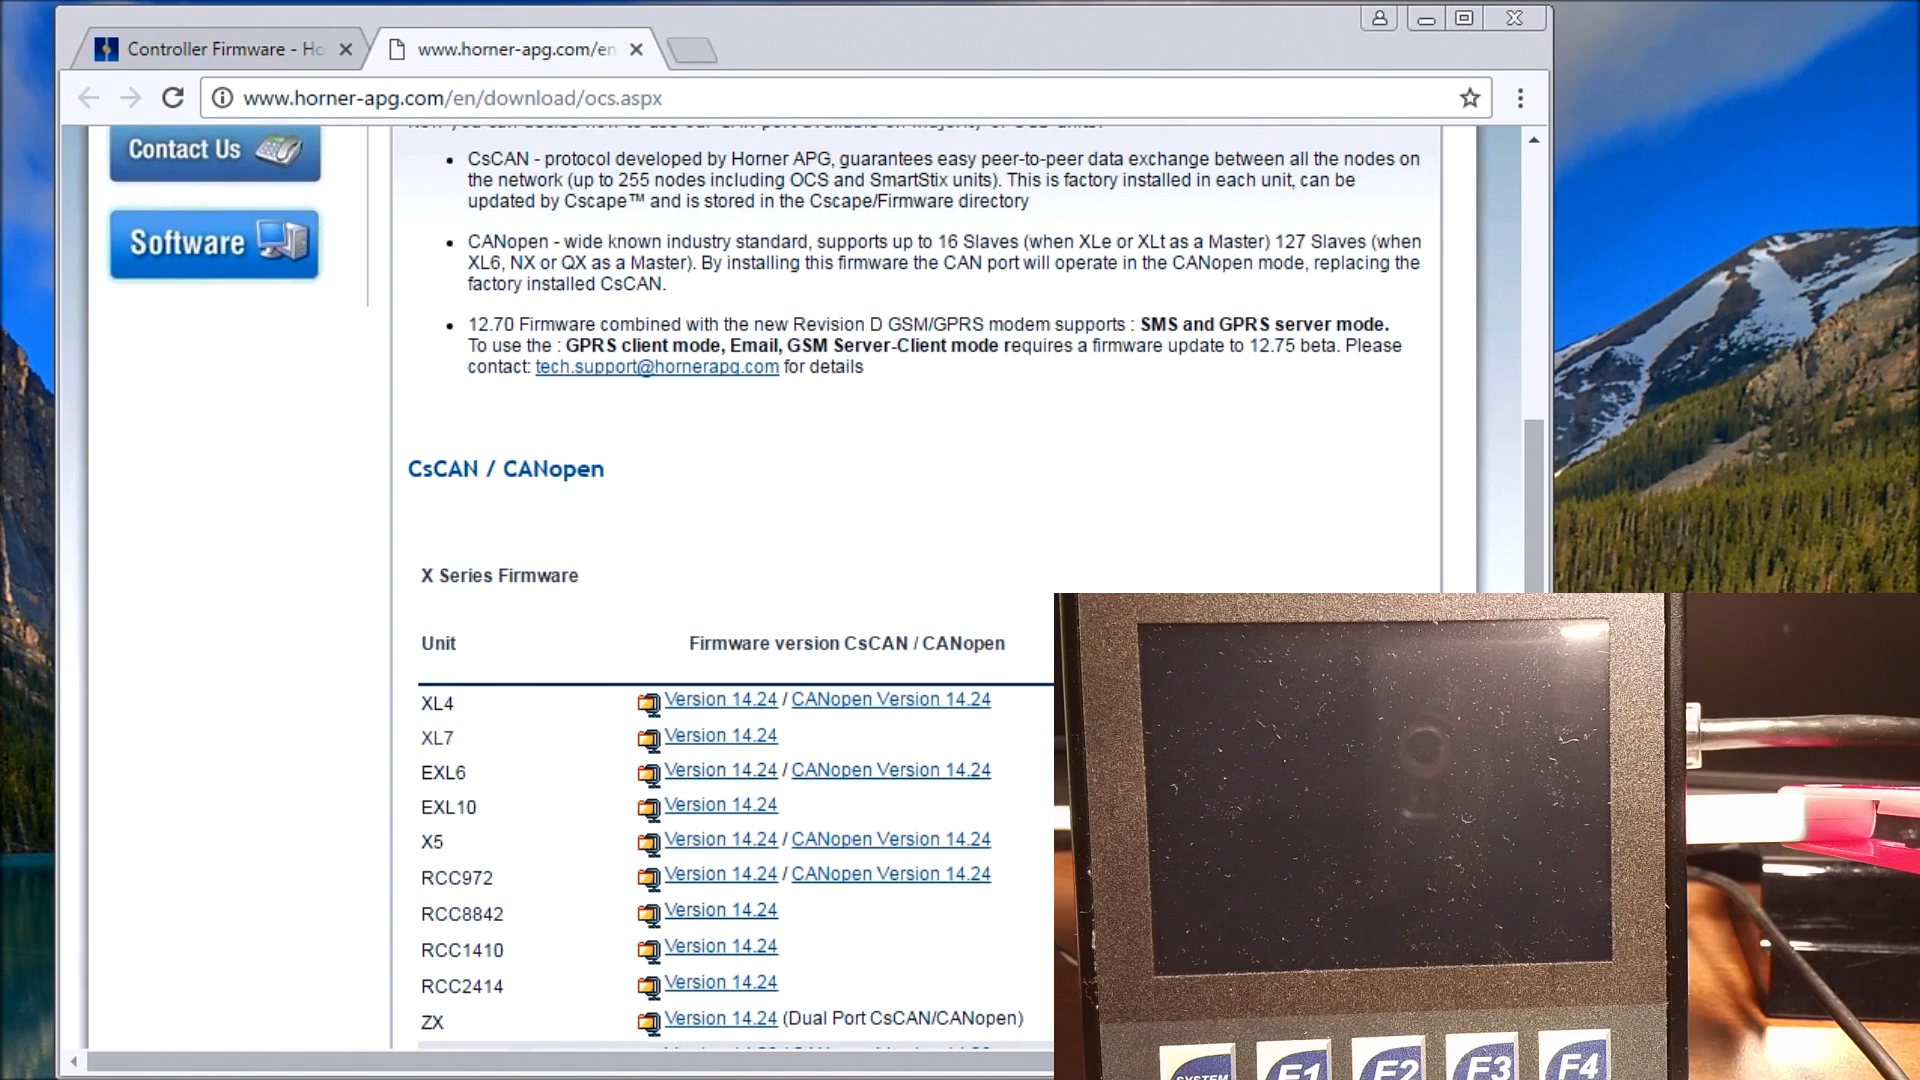 Controller Firmware - Ho
www.horner-apg.com/en
www.horner-apg.com/en/download/ocs.aspx
Contact Us
Software
CsCAN - protocol developed by Horner APG, guarantees easy peer-to-peer data exchange between all the nodes on
the network (up to 255 nodes including OCS and SmartStix units). This is factory installed in each unit, can be
updated by Cscape™ and is stored in the Cscape/Firmware directory
CANopen - wide known industry standard, supports up to 16 Slaves (when XLe or XLt as a Master) 127 Slaves (when
XL6, NX or QX as a Master). By installing this firmware the CAN port will operate in the CANopen mode, replacing the
factory installed CsCAN.
12.70 Firmware combined with the new Revision D GSM/GPRS modem supports : SMS and GPRS server mode.
To use the : GPRS client mode, Email, GSM Server-Client mode requires a firmware update to 12.75 beta. Please
contact: tech.support@hornerapg.com for details
CsCAN / CANopen
X Series Firmware
Unit Firmware version CsCAN / CANopen
XL4 Version 14.24 / CANopen Version 14.24
XL7 Version 14.24
EXL6 Version 14.24 / CANopen Version 14.24
EXL10 Version 14.24
X5 Version 14.24 / CANopen Version 14.24
RCC972 Version 14.24 / CANopen Version 14.24
RCC8842 Version 14.24
RCC1410 Version 14.24
RCC2414 Version 14.24
ZX Version 14.24 (Dual Port CsCAN/CANopen)
SYSTEM F1 F2 F3 F4